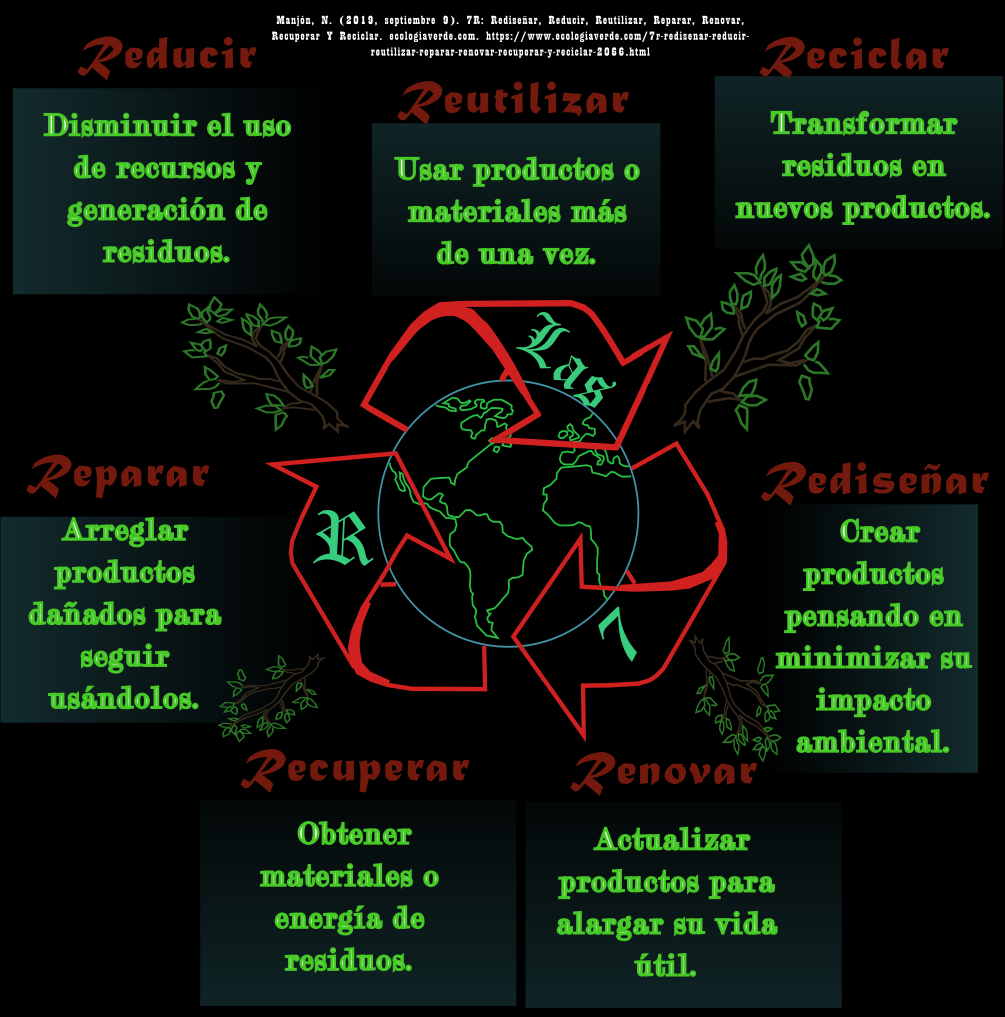 Manjón, N. (2019, septiembre 9). 7R: Rediseñar, Reducir, Reutilizar, Reparar, Renovar,
Recuperar Y Reciclar. ecologiaverde.com. https://www.ecologiaverde.com/7r-redisenar-reducir-
reutilizar-reparar-renovar-recuperar-y-reciclar-2066.html
Reducir
Disminuir el uso
de recursos y
generación de
residuos.
Reutilizar
Usar productos o
materiales más
de una vez.
Reciclar
Transformar
residuos en
nuevos productos.
Las
7
R
Reparar
Arreglar
productos
dañados para
seguir
usándolos.
Rediseñar
Crear
productos
pensando en
minimizar su
impacto
ambiental.
Recuperar
Obtener
materiales o
energía de
residuos.
Renovar
Actualizar
productos para
alargar su vida
útil.